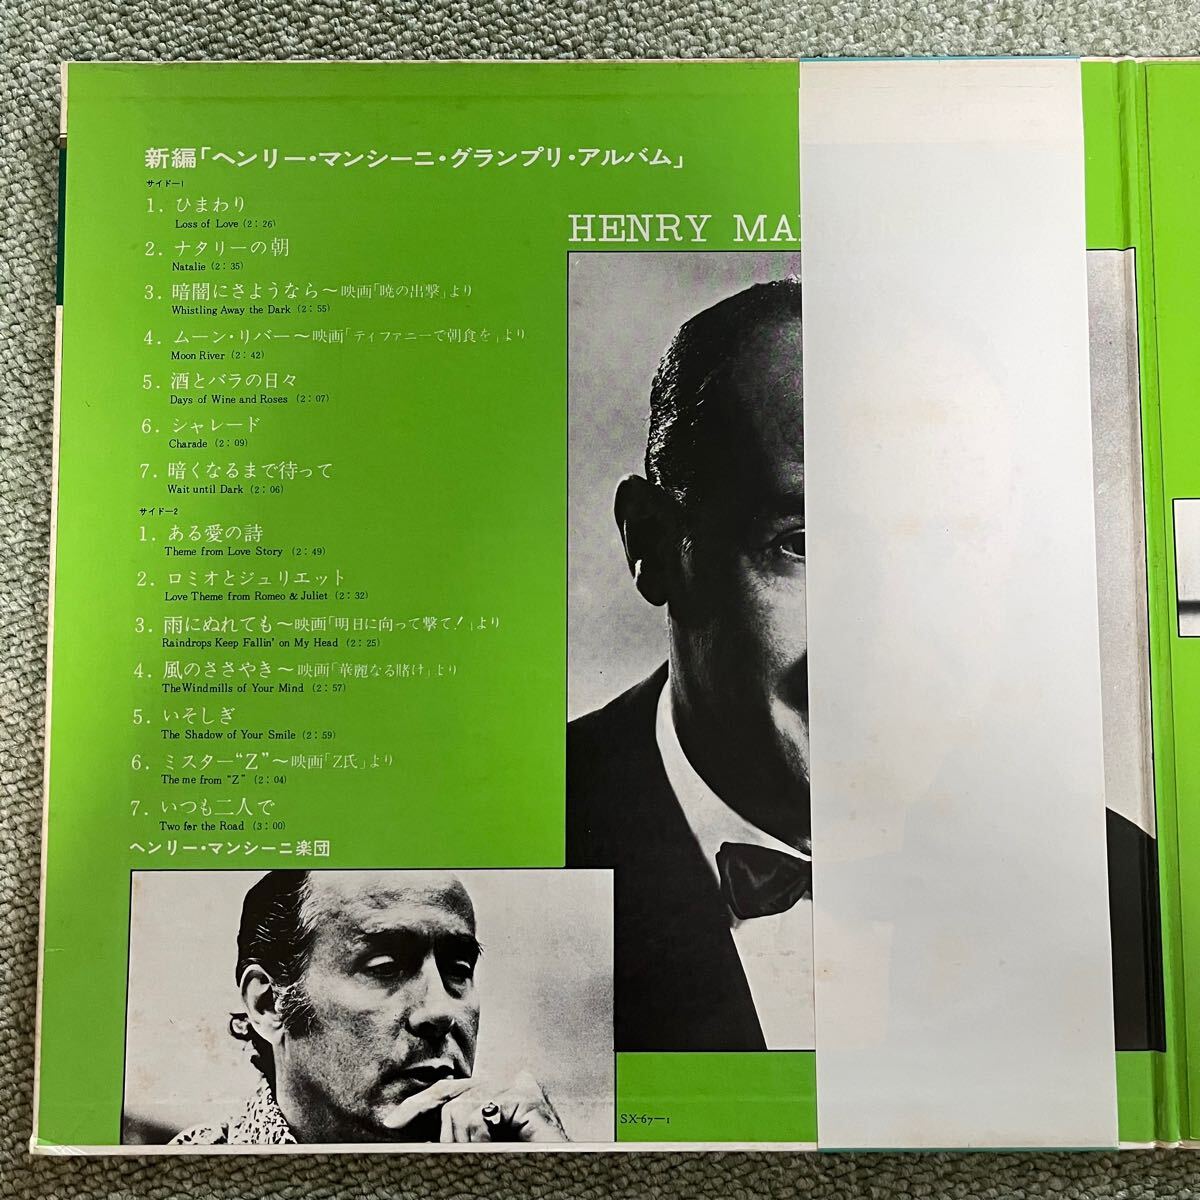 新編「ヘンリー・マンシーニ・グランプリ・アルバム」
サイド―1
1. ひまわり
Loss of Love (2：26)
2. ナタリーの朝
Natalie (2：35)
3. 暗闇にさようなら～映画「暁の出撃」より
Whistling Away the Dark (2：55)
4. ムーン・リバー～映画「ティファニーで朝食を」より
Moon River (2：42)
5. 酒とバラの日々
Days of Wine and Roses (2：07)
6. シャレード
Charade (2：09)
7. 暗くなるまで待って
Wait until Dark (2：06)
サイド―2
1. ある愛の詩
Theme from Love Story (2：49)
2. ロミオとジュリエット
Love Theme from Romeo & Juliet (2：32)
3. 雨にぬれても～映画「明日に向って撃て！」より
Raindrops Keep Fallin' on My Head (2：25)
4. 風のささやき～映画「華麗なる賭け」より
The Windmills of Your Mind (2：57)
5. いそしぎ
The Shadow of Your Smile (2：59)
6. ミスター“Z”～映画「Z氏」より
Theme from “Z” (2：04)
7. いつも二人で
Two for the Road (3：00)
ヘンリー・マンシーニ楽団
HENRY
SX-67―1